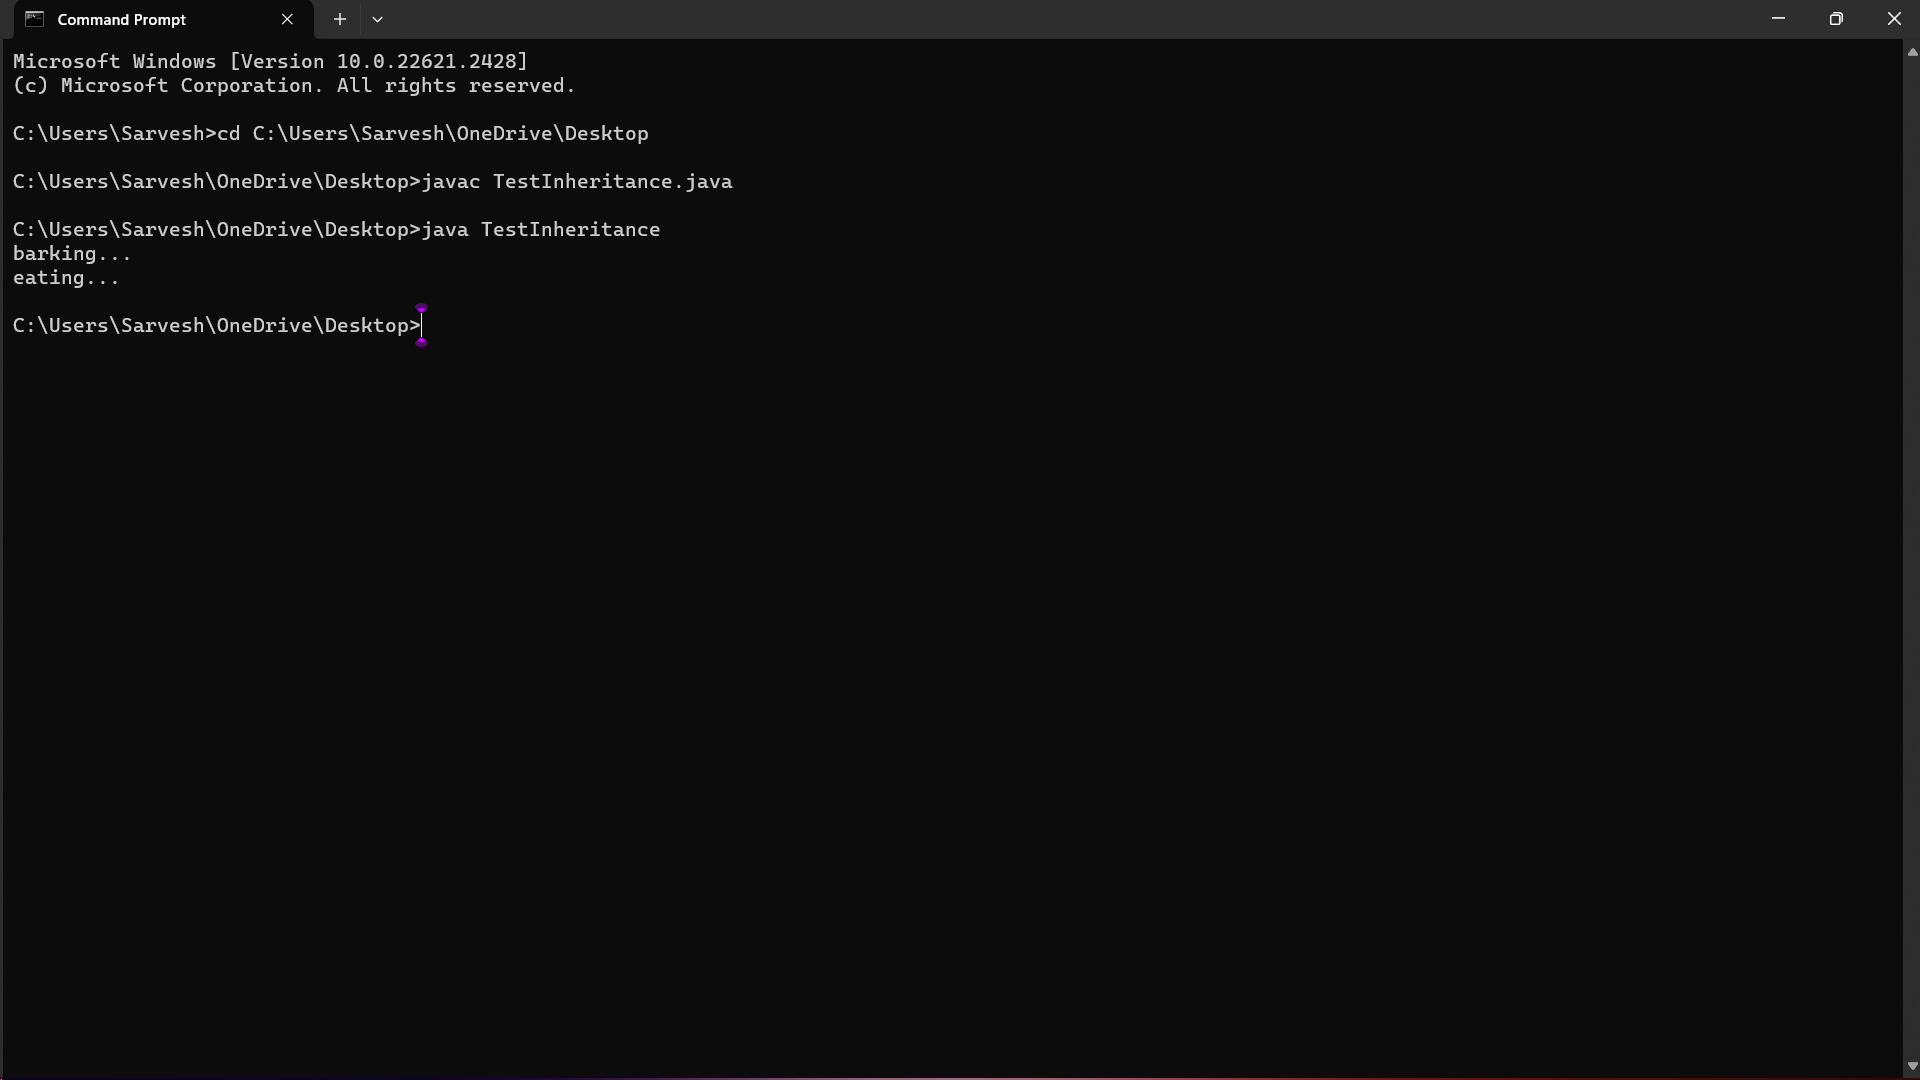 Command Prompt
Microsoft Windows [Version 10.0.22621.2428]
(c) Microsoft Corporation. All rights reserved.
C:\Users\Sarvesh>cd C:\Users\Sarvesh\OneDrive\Desktop
C:\Users\Sarvesh\OneDrive\Desktop>javac TestInheritance.java
C:\Users\Sarvesh\OneDrive\Desktop>java TestInheritance
barking...
eating...
C:\Users\Sarvesh\OneDrive\Desktop>